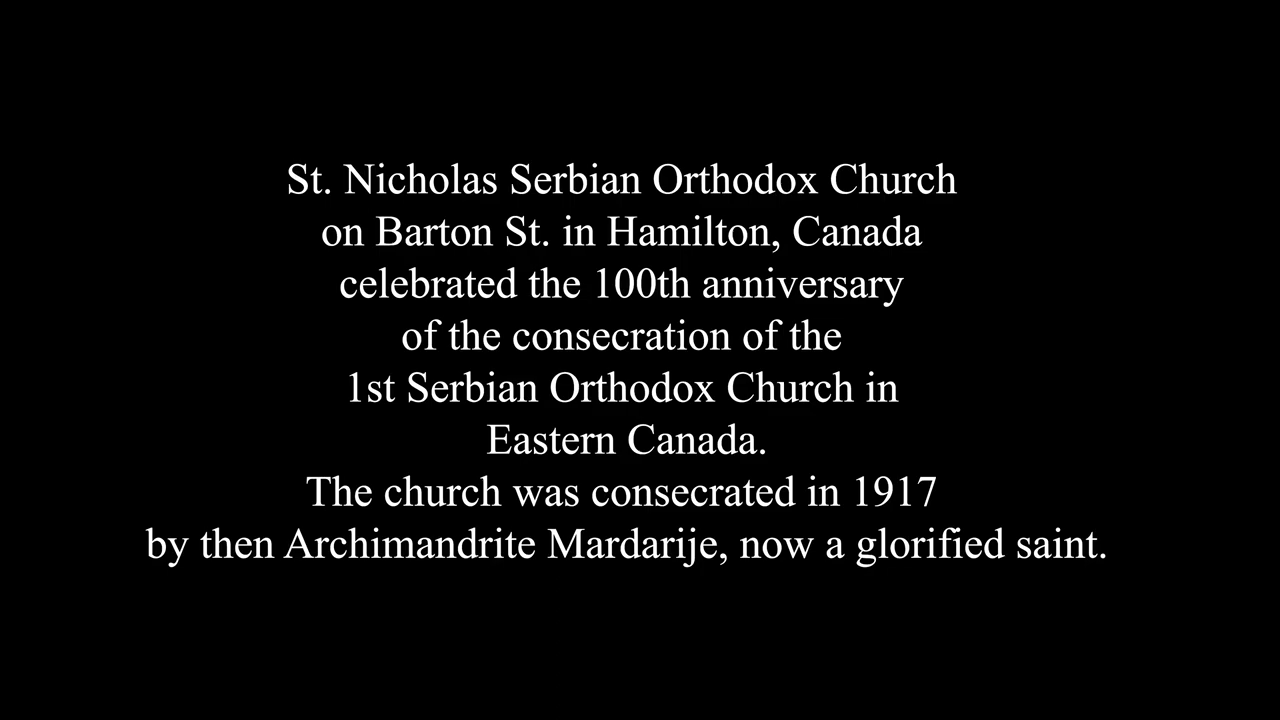 St. Nicholas Serbian Orthodox Church
on Barton St. in Hamilton, Canada
celebrated the 100th anniversary
of the consecration of the
1st Serbian Orthodox Church in
Eastern Canada.
The church was consecrated in 1917
by then Archimandrite Mardarije, now a glorified saint.